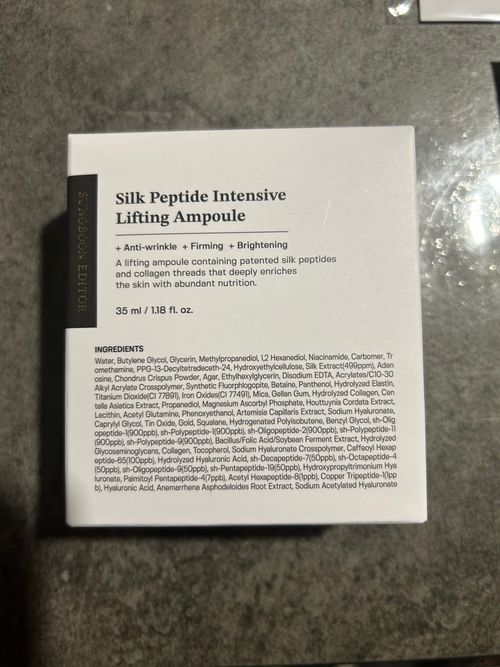 SUNGBOON EDITOR.
Silk Peptide Intensive
Lifting Ampoule
+ Anti-wrinkle + Firming + Brightening
A lifting ampoule containing patented silk peptides
and collagen threads that deeply enriches
the skin with abundant nutrition.
35 ml / 1.18 fl. oz.
INGREDIENTS
Water, Butylene Glycol, Glycerin, Methylpropanediol, 1,2 Hexanediol, Niacinamide, Carbomer, Tr
omethamine, PPG-13-Decyltetradeceth-24, Hydroxyethylcellulose, Silk Extract(499ppm), Aden
osine, Chondrus Crispus Powder, Agar, Ethylhexylglycerin, Disodium EDTA, Acrylates/C10-30
Alkyl Acrylate Crosspolymer, Synthetic Fluorphlogopite, Betaine, Panthenol, Hydrolyzed Elastin,
Titanium Dioxide(CI 77891), Iron Oxides(CI 77491), Mica, Gellan Gum, Hydrolyzed Collagen, Cen
tella Asiatica Extract, Propanediol, Magnesium Ascorbyl Phosphate, Houttuynia Cordata Extract,
Lecithin, Acetyl Glutamine, Phenoxyethanol, Artemisia Capillaris Extract, Sodium Hyaluronate,
Caprylyl Glycol, Tin Oxide, Gold, Squalane, Hydrogenated Polyisobutene, Benzyl Glycol, sh-Olig
opeptide-1(900ppb), sh-Polypeptide-1(900ppb), sh-Oligopeptide-2(900ppb), sh-Polypeptide-11
(900ppb), sh-Polypeptide-9(900ppb), Bacillus/Folic Acid/Soybean Ferment Extract, Hydrolyzed
Glycosaminoglycans, Collagen, Tocopherol, Sodium Hyaluronate Crosspolymer, Caffeoyl Hexap
eptide-65(100ppb), Hydrolyzed Hyaluronic Acid, sh-Decapeptide-7(50ppb), sh-Octapeptide-4
(50ppb), sh-Oligopeptide-9(50ppb), sh-Pentapeptide-19(50ppb), Hydroxypropyltrimonium Hya
luronate, Palmitoyl Pentapeptide-4(7ppb), Acetyl Hexapeptide-8(1ppb), Copper Tripeptide-1(1pp
b), Hyaluronic Acid, Anemarrhena Asphodeloides Root Extract, Sodium Acetylated Hyaluronate